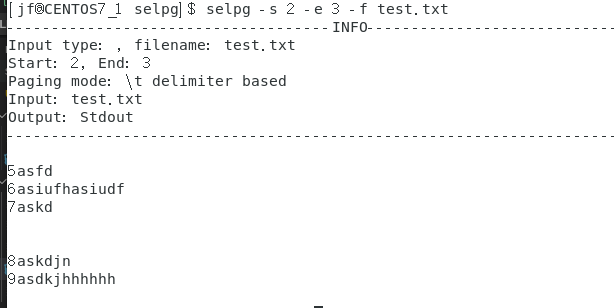 [jf@CENTOS7_1 selpg]$ selpg -s 2 -e 3 -f test.txt
------------------------------------INFO----------------------------
Input type: , filename: test.txt
Start: 2, End: 3
Paging mode: \t delimiter based
Input: test.txt
Output: Stdout
--------------------------------------------------------------------
5asfd
6asiufhasiudf
7askd
8askdjn
9asdkjhhhhhh